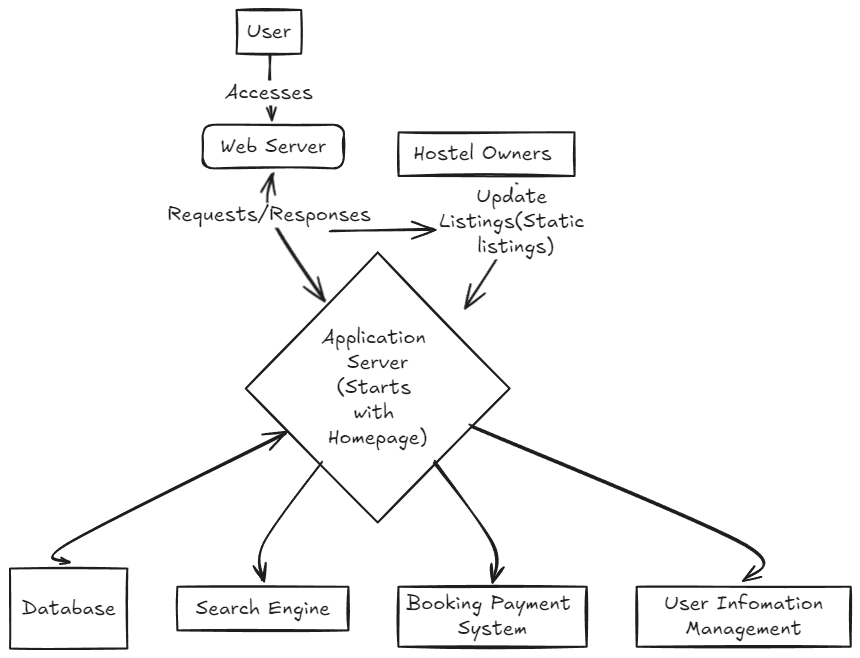 User
Accesses
Web Server
Hostel Owners
Update
Requests/Responses
Listings(Static
listings)
Application
Server
(Starts
with
Homepage)
Database
Search Engine
Booking Payment
System
User Infomation
Management